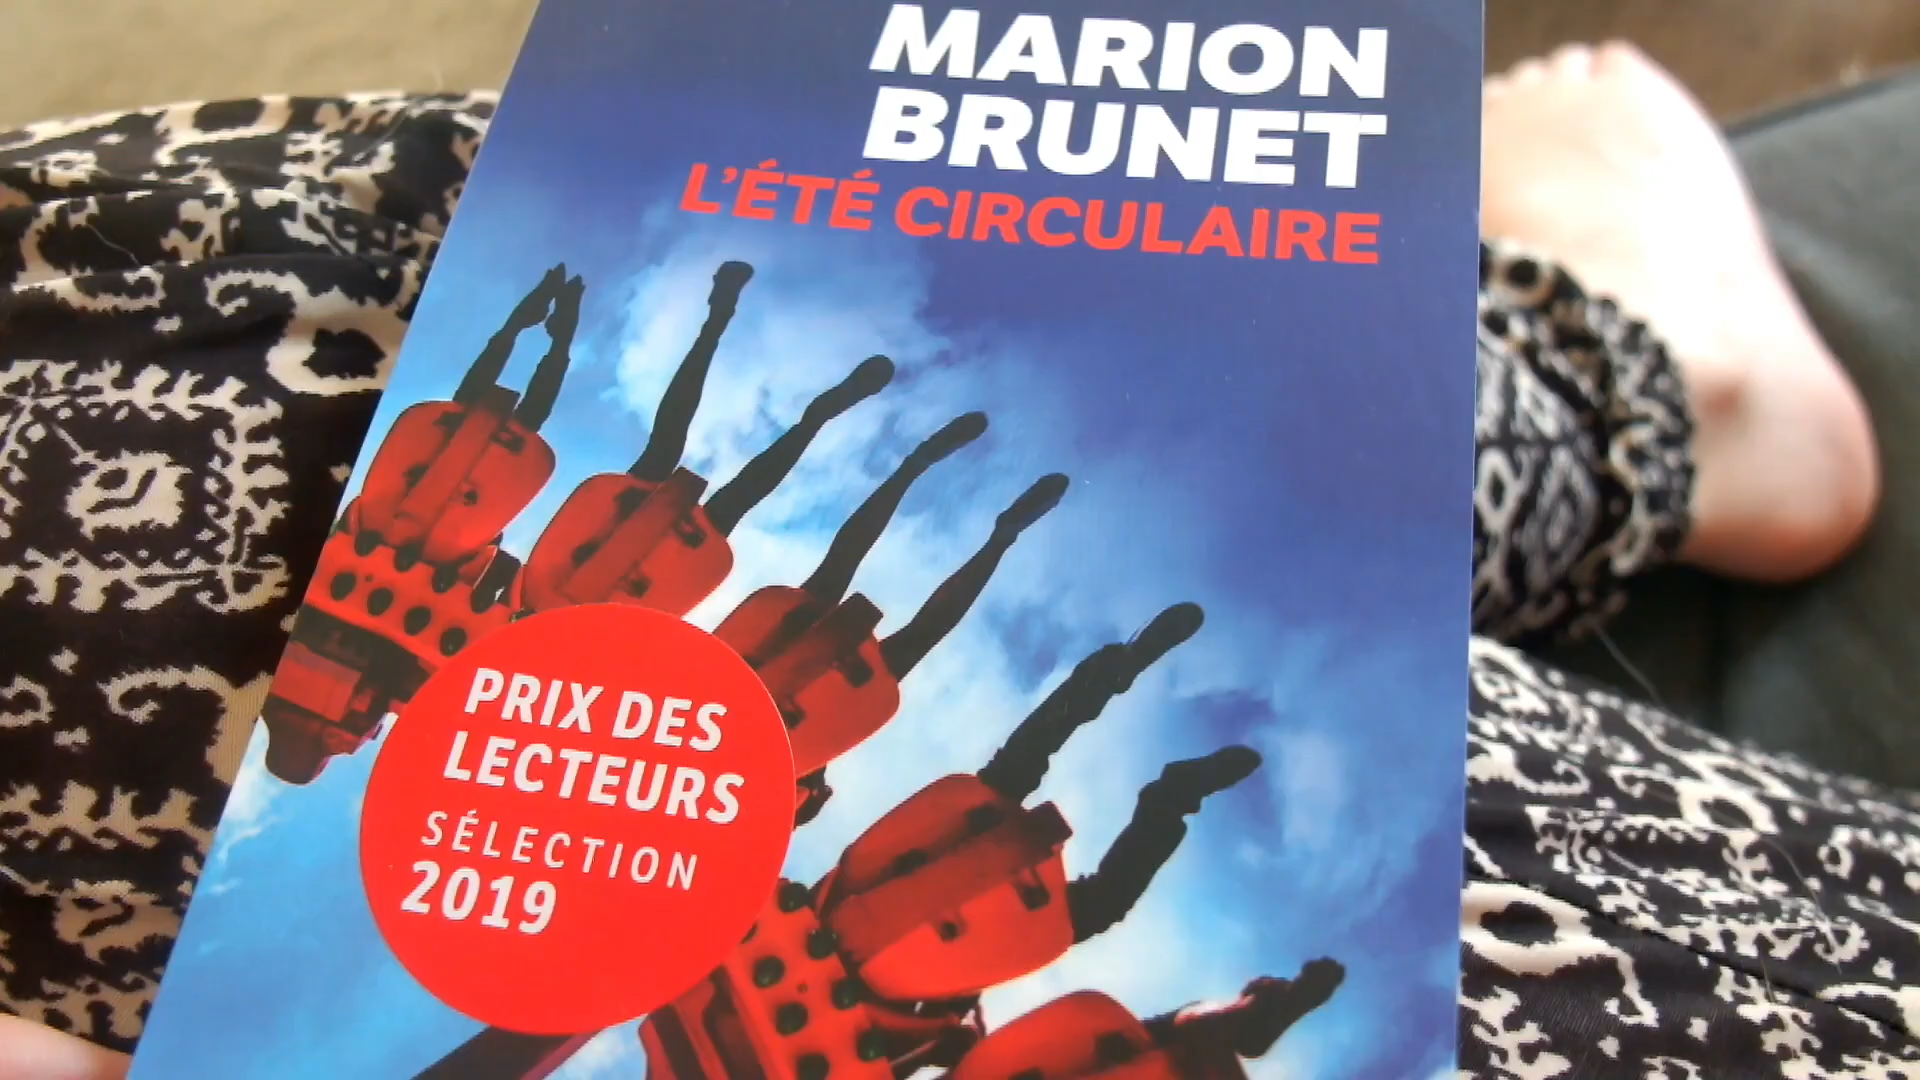 MARION
BRUNET
L'ÉTÉ CIRCULAIRE
PRIX DES
LECTEURS
SÉLECTION
2019